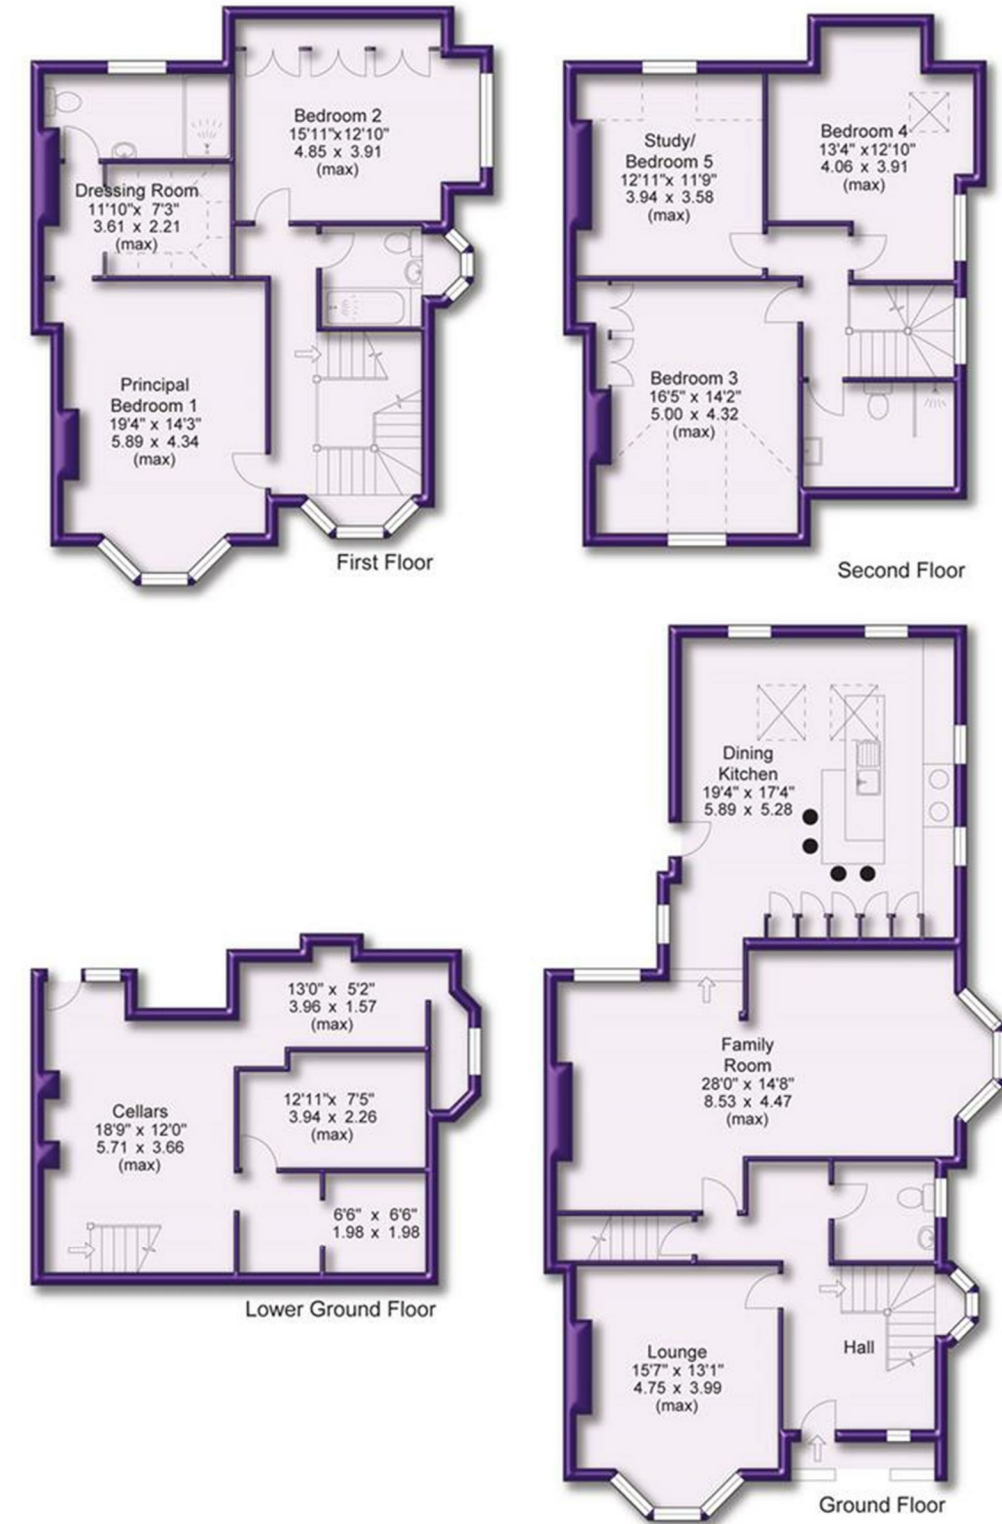 Bedroom 2
15'11"x 12'10"
4.85 x 3.91
(max)
Dressing Room
11'10"x 7'3"
3.61 x 2.21
(max)
Principal
Bedroom 1
19'4" x 14'3"
5.89 x 4.34
(max)
First Floor
Study/
Bedroom 5
12'11"x 11'9"
3.94 x 3.58
(max)
Bedroom 4
13'4" x12'10"
4.06 x 3.91
(max)
Bedroom 3
16'5" x 14'2"
5.00 x 4.32
(max)
Second Floor
13'0" x 5'2"
3.96 x 1.57
(max)
12'11"x 7'5"
3.94 x 2.26
(max)
Cellars
18'9" x 12'0"
5.71 x 3.66
(max)
6'6" x 6'6"
1.98 x 1.98
Lower Ground Floor
Dining
Kitchen
19'4" x 17'4"
5.89 x 5.28
Family
Room
28'0" x 14'8"
8.53 x 4.47
(max)
Lounge
15'7" x 13'1"
4.75 x 3.99
(max)
Hall
Ground Floor